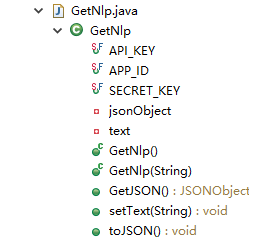 GetNlp.java
GetNlp
API_KEY
APP_ID
SECRET_KEY
jsonObject
text
GetNlp()
GetNlp(String)
GetJSON() : JSONObject
setText(String) : void
toJSON() : void